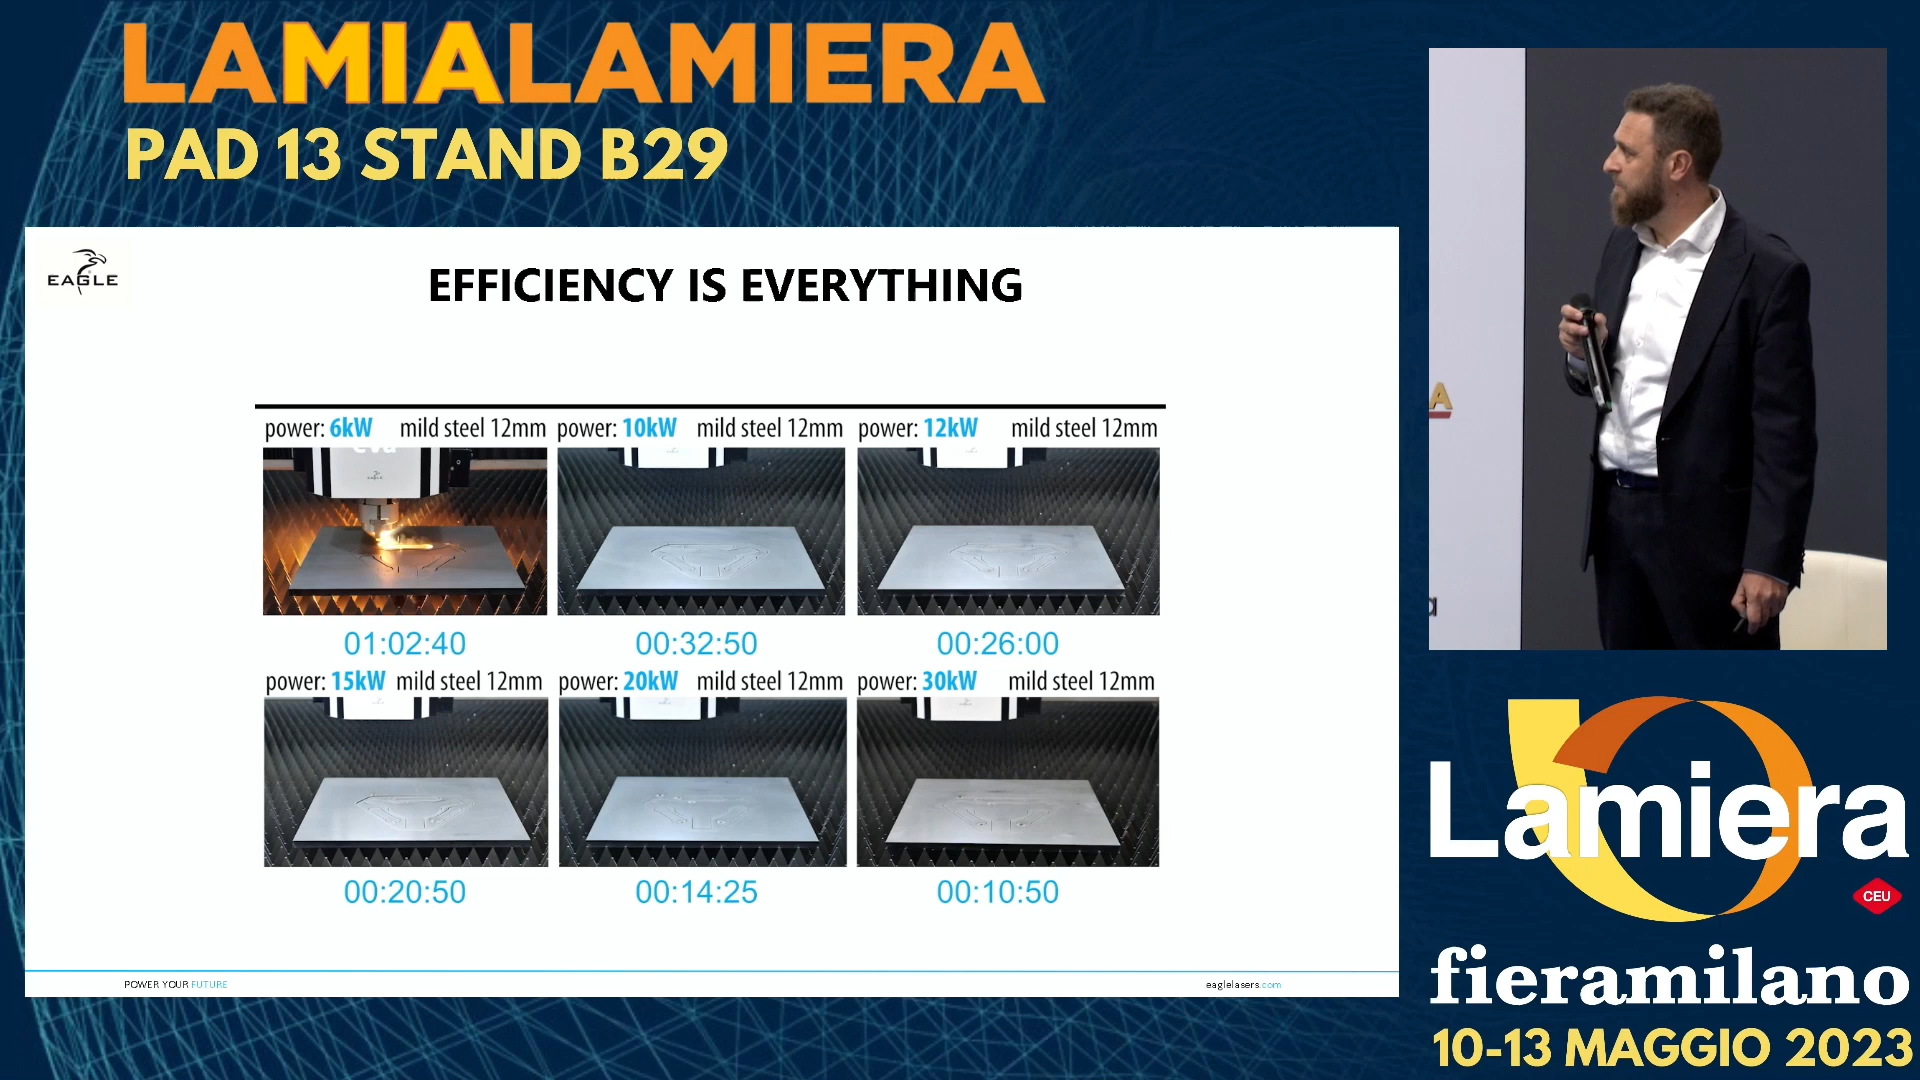 LAMIALAMIERA
PAD 13 STAND B29
EAGLE
EFFICIENCY IS EVERYTHING
power: 6kW mild steel 12mm
power: 10kW mild steel 12mm
power: 12kW mild steel 12mm
eva
EAGLE
01:02:40
00:32:50
00:26:00
power: 15kW mild steel 12mm
power: 20kW mild steel 12mm
power: 30kW mild steel 12mm
00:20:50
00:14:25
00:10:50
POWER YOUR FUTURE
eaglelasers.com
A
Lamiera
CEU
fieramilano
10-13 MAGGIO 2023